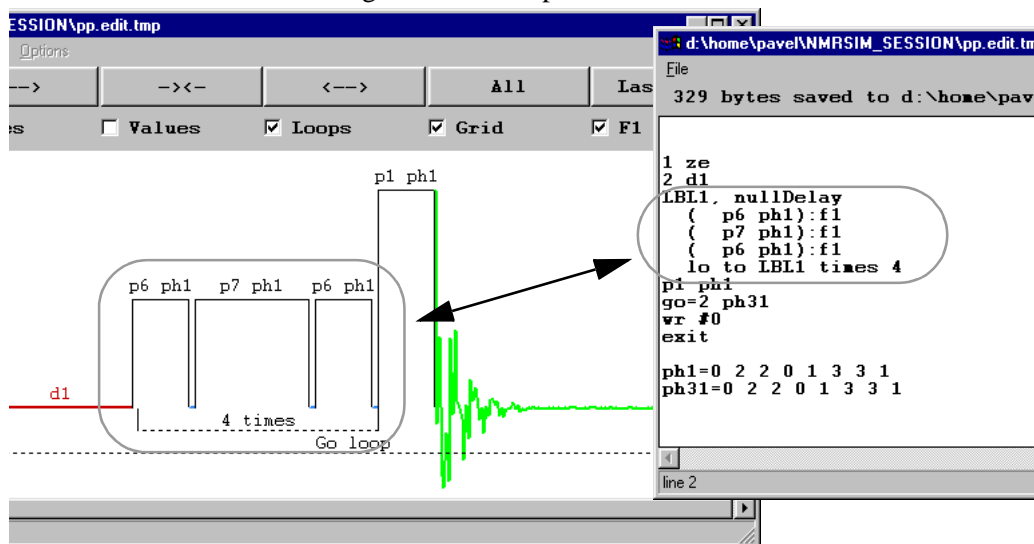 ESSION\pp.edit.tmp
Options
-->
-><-
<-->
All
Las
Values
Loops
Grid
F1
p1 ph1
p6 ph1
p7 ph1
p6 ph1
d1
4 times
Go loop
d:\home\pavel\NMRSIM_SESSION\pp.edit.tm
File
329 bytes saved to d:\home\pav
1 ze
2 d1
LBL1, nullDelay
( p6 ph1):f1
( p7 ph1):f1
( p6 ph1):f1
lo to LBL1 times 4
p1 ph1
go=2 ph31
wr #0
exit
ph1=0 2 2 0 1 3 3 1
ph31=0 2 2 0 1 3 3 1
line 2